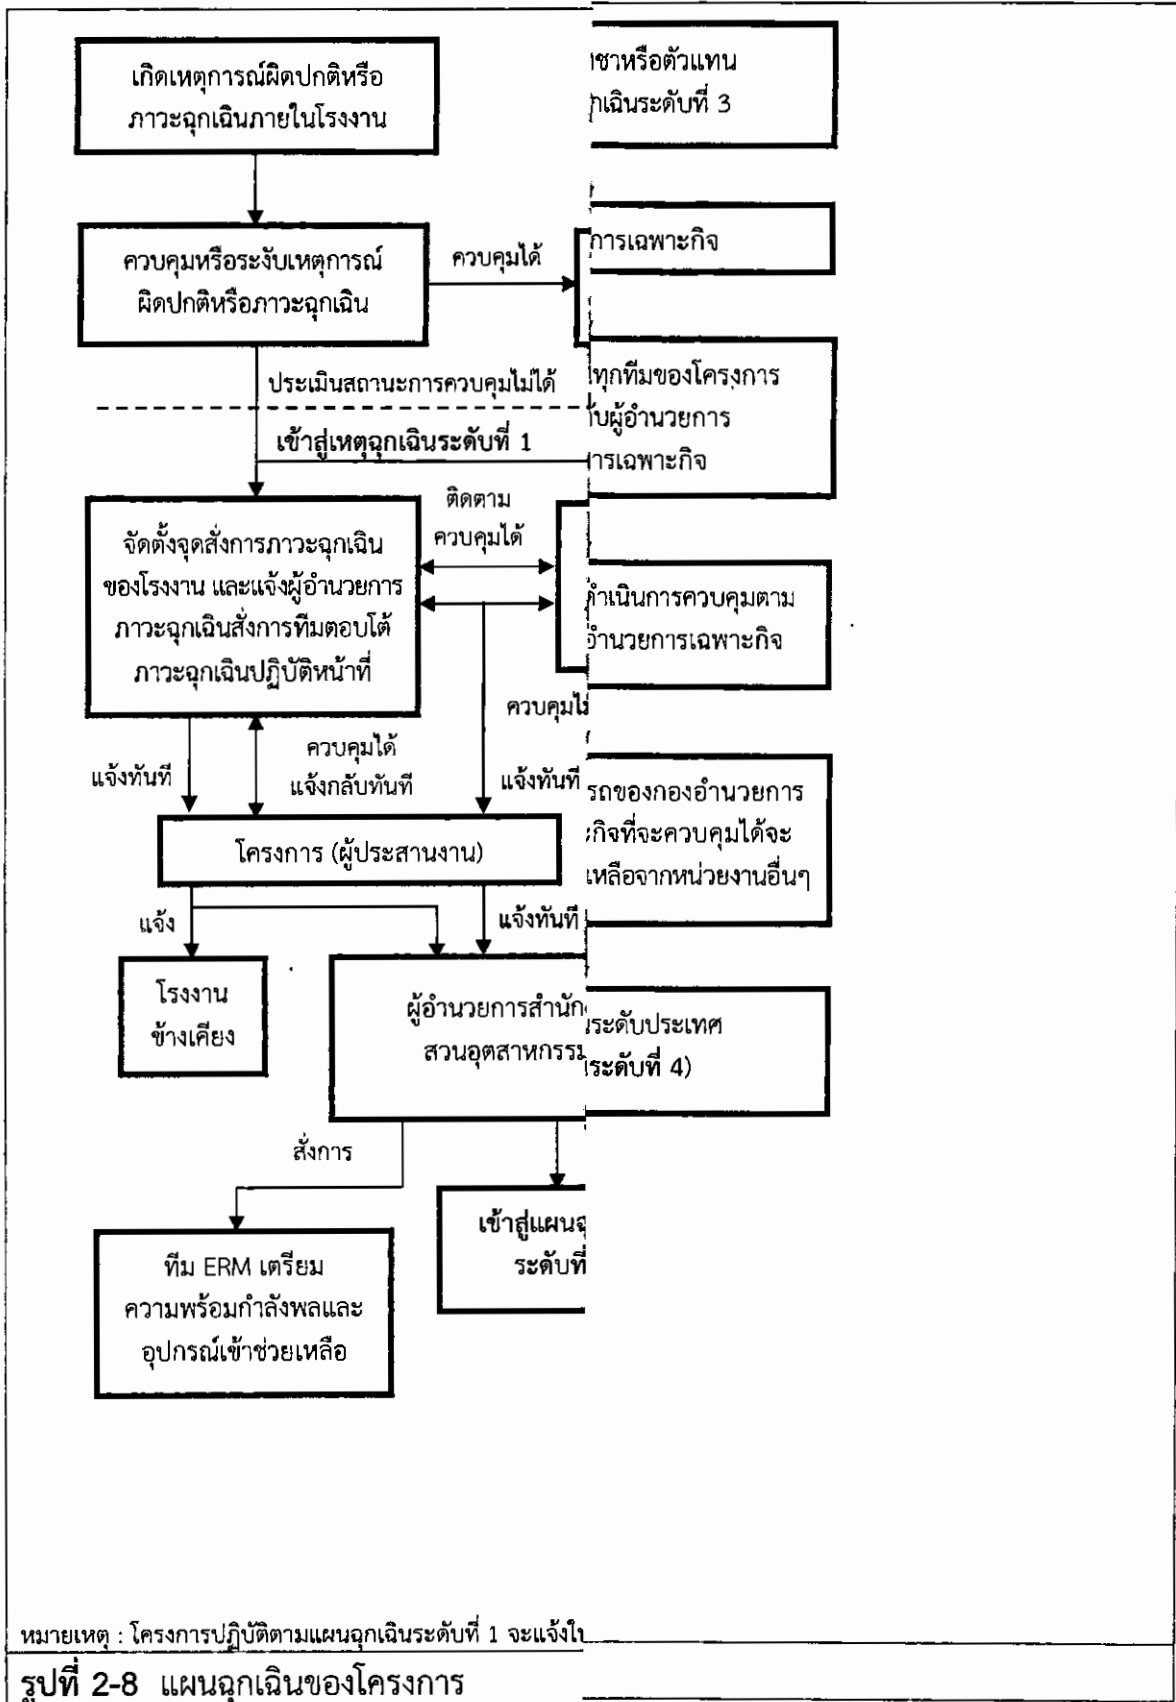 เกิดเหตุการณ์ผิดปกติหรือ
ภาวะฉุกเฉินภายในโรงงาน
ควบคุมหรือระงับเหตุการณ์
ผิดปกติหรือภาวะฉุกเฉิน
ควบคุมได้
ประเมินสถานะการควบคุมไม่ได้
เข้าสู่เหตุฉุกเฉินระดับที่ 1
จัดตั้งจุดสั่งการภาวะฉุกเฉิน
ของโรงงาน และแจ้งผู้อำนวยการ
ภาวะฉุกเฉินสั่งการทีมตอบโต้
ภาวะฉุกเฉินปฏิบัติหน้าที่
ติดตาม
ควบคุมได้
ควบคุมไ
แจ้งทันที
ควบคุมได้
แจ้งกลับทันที
แจ้งทันที
โครงการ (ผู้ประสานงาน)
แจ้ง
แจ้งทันที
โรงงาน
ข้างเคียง
ผู้อำนวยการสำนัก
สวนอุตสาหกรรม
สั่งการ
ทีม ERM เตรียม
ความพร้อมกำลังพลและ
อุปกรณ์เข้าช่วยเหลือ
เข้าสู่แผนฉ
ระดับที่
ชาหรือตัวแทน
กเฉินระดับที่ 3
การเฉพาะกิจ
ทุกทีมของโครงการ
ับผู้อำนวยการ
ารเฉพาะกิจ
ดำเนินการควบคุมตาม
อำนวยการเฉพาะกิจ
รถของกองอำนวยการ
ะกิจที่จะควบคุมได้จะ
เหลือจากหน่วยงานอื่นๆ
นระดับประเทศ
ระดับที่ 4)
หมายเหตุ : โครงการปฏิบัติตามแผนฉุกเฉินระดับที่ 1 จะแจ้งใ
รูปที่ 2-8 แผนฉุกเฉินของโครงการ